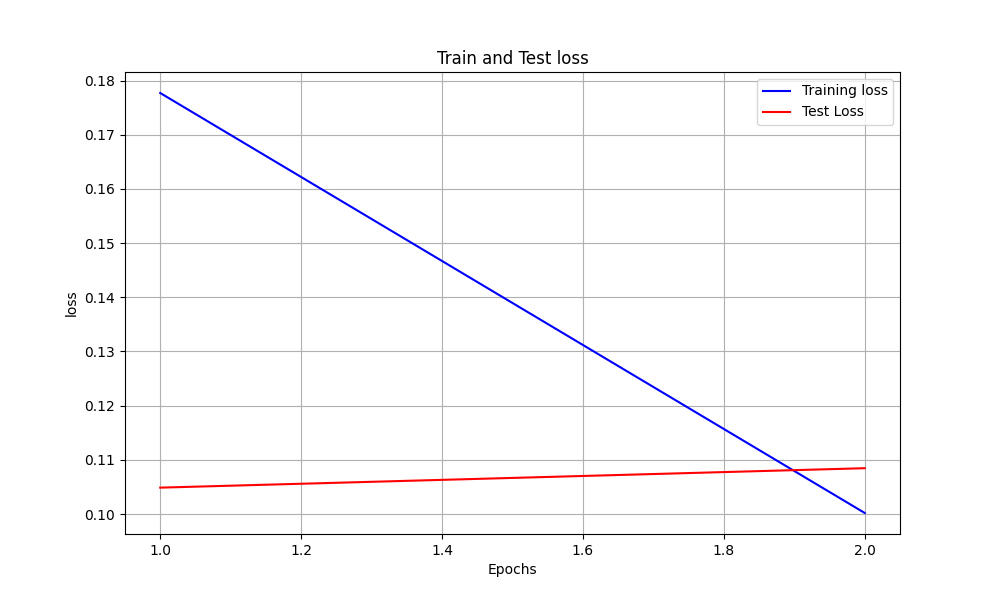 Train and Test loss
Training loss
Test Loss
0.18
0.17
0.16
0.15
0.14
0.13
0.12
0.11
0.10
loss
1.0 1.2 1.4 1.6 1.8 2.0
Epochs